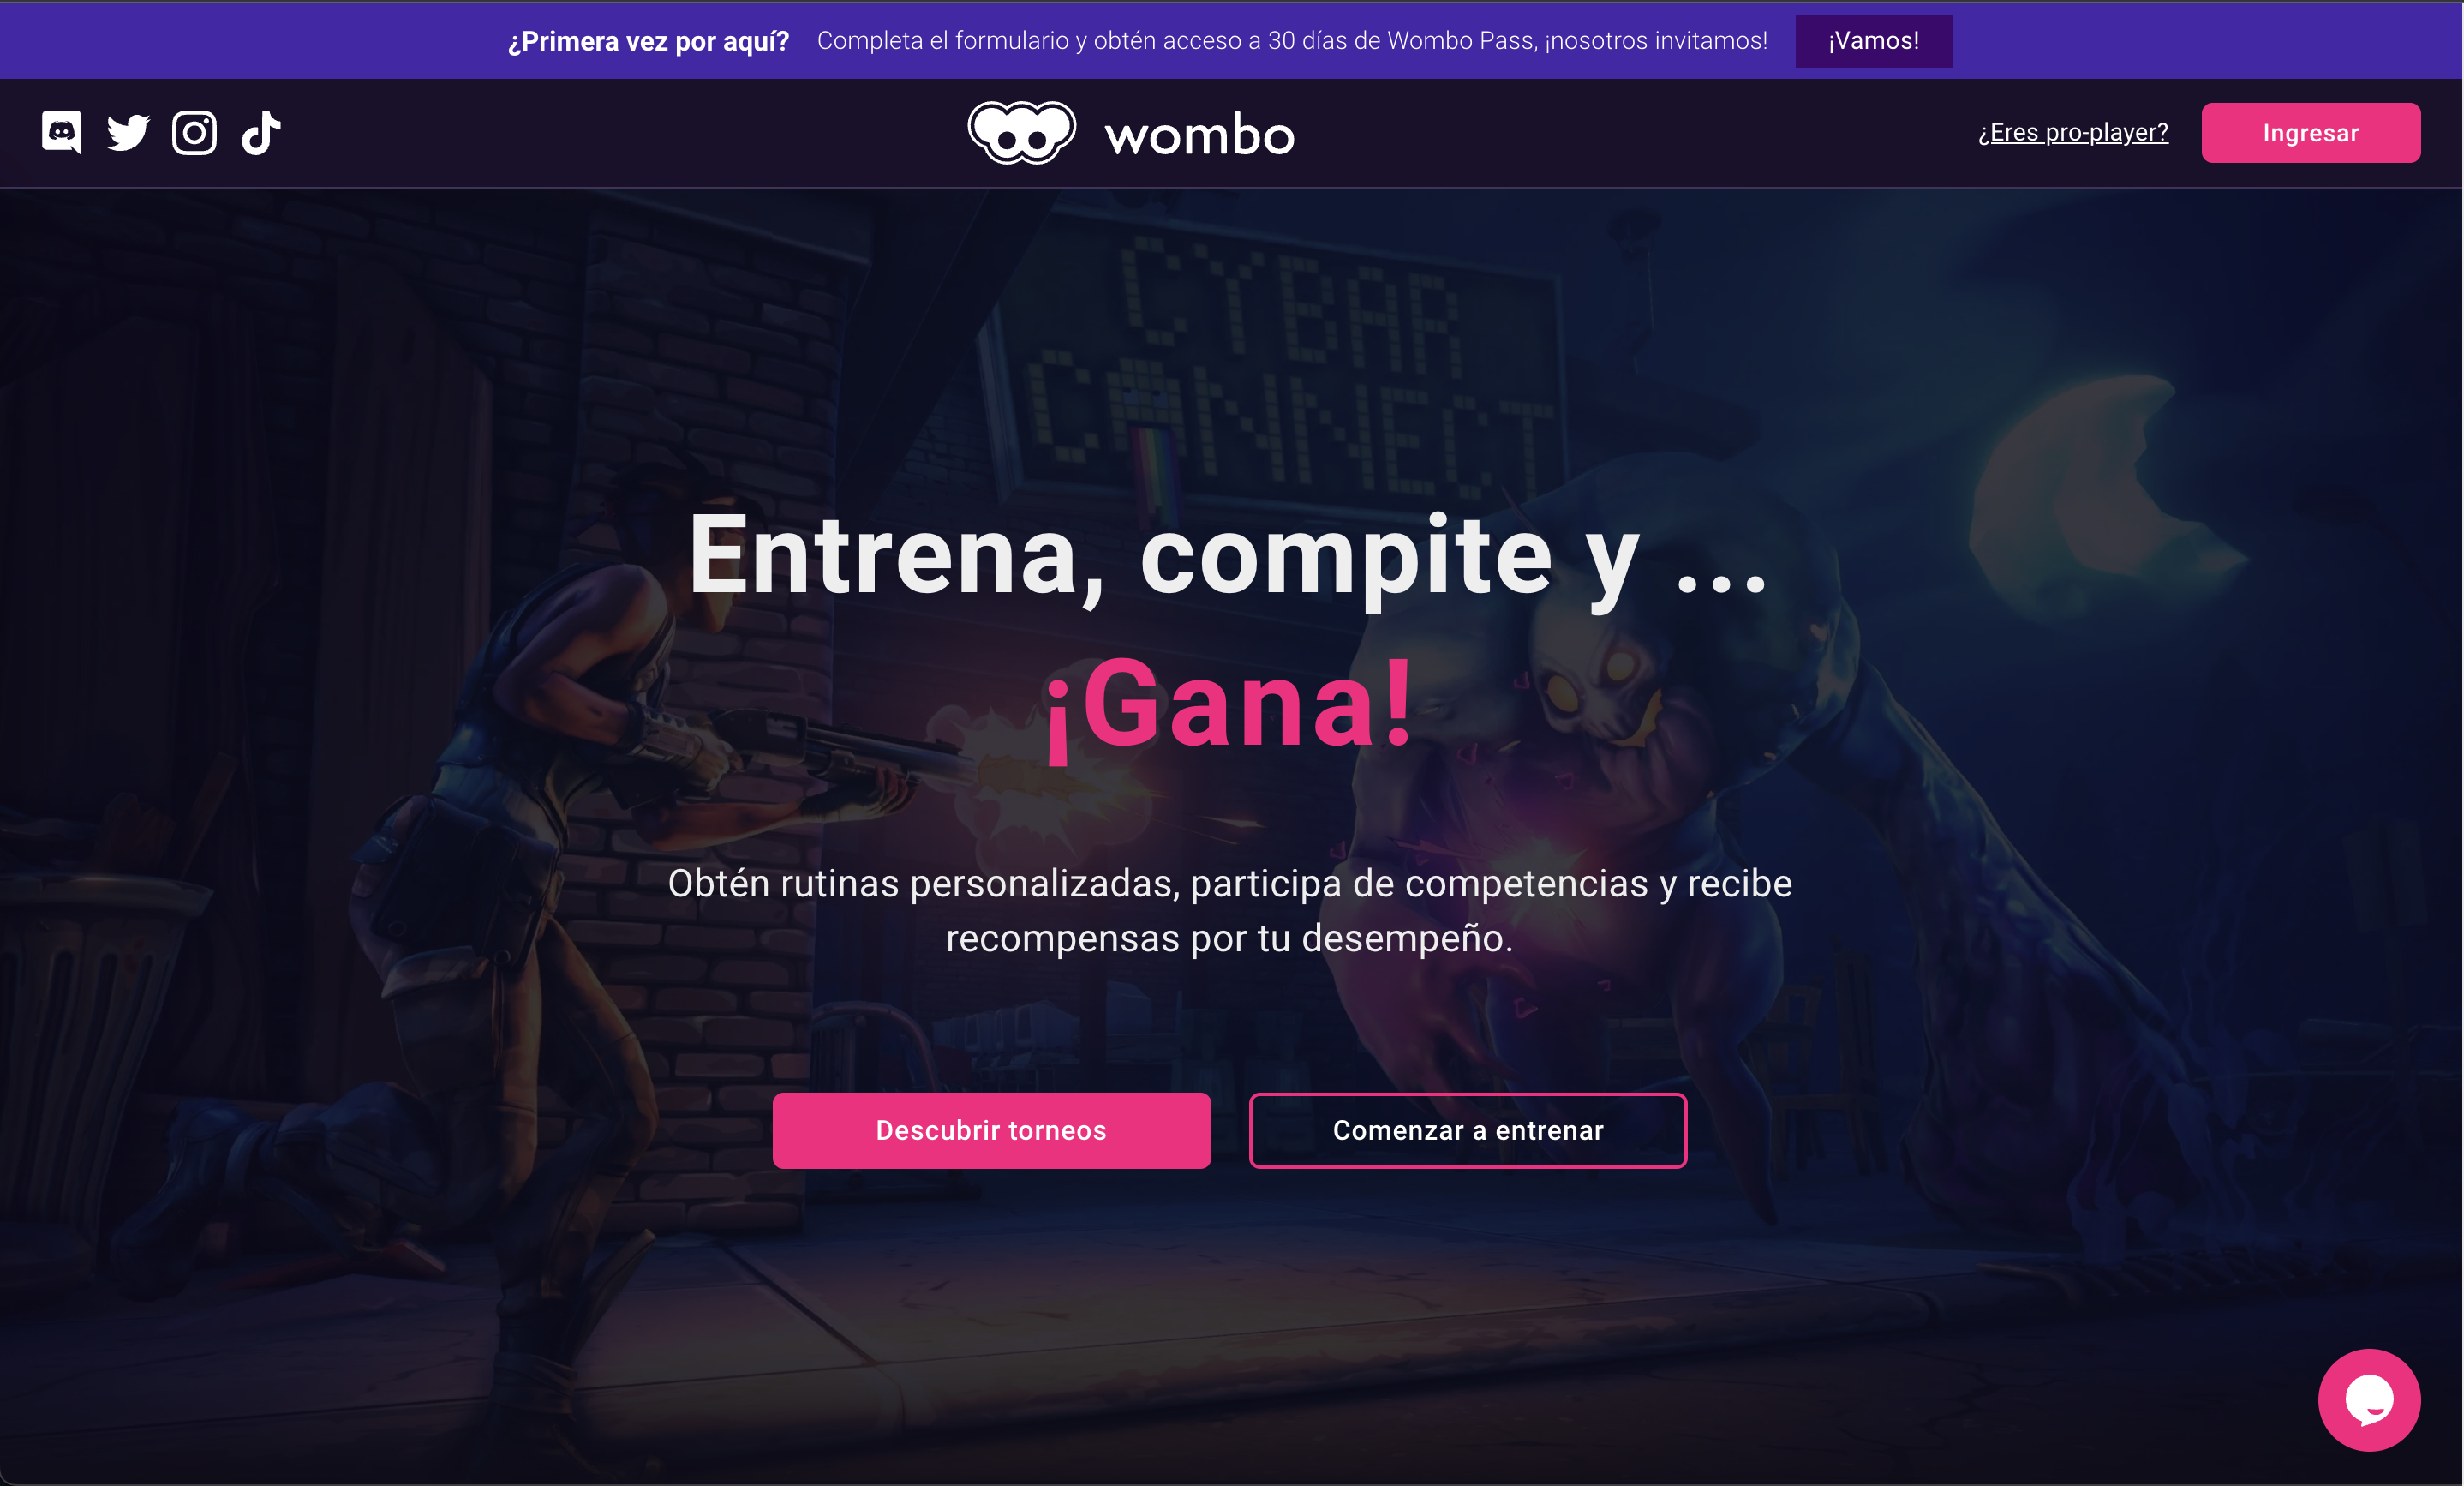 ¿Primera vez por aquí? Completa el formulario y obtén acceso a 30 días de Wombo Pass, ¡nosotros invitamos! ¡Vamos!
wombo ¿Eres pro-player? Ingresar
CYBAR
CONNECT
Entrena, compite y ...
¡Gana!
Obtén rutinas personalizadas, participa de competencias y recibe
recompensas por tu desempeño.
Descubrir torneos Comenzar a entrenar